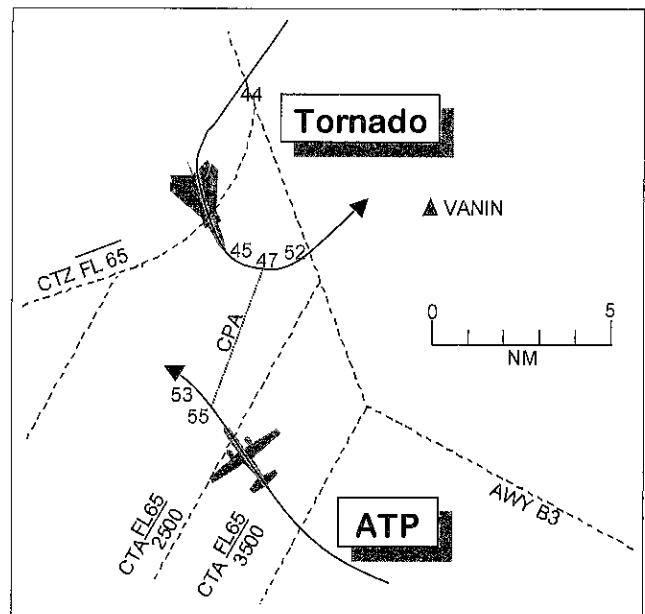 44
Tornado
VANIN
CTZ FL 65
45
47
52
0
5
NM
CPA
53
55
CTA FL65
2500
CTA FL65
3500
ATP
AWY B3